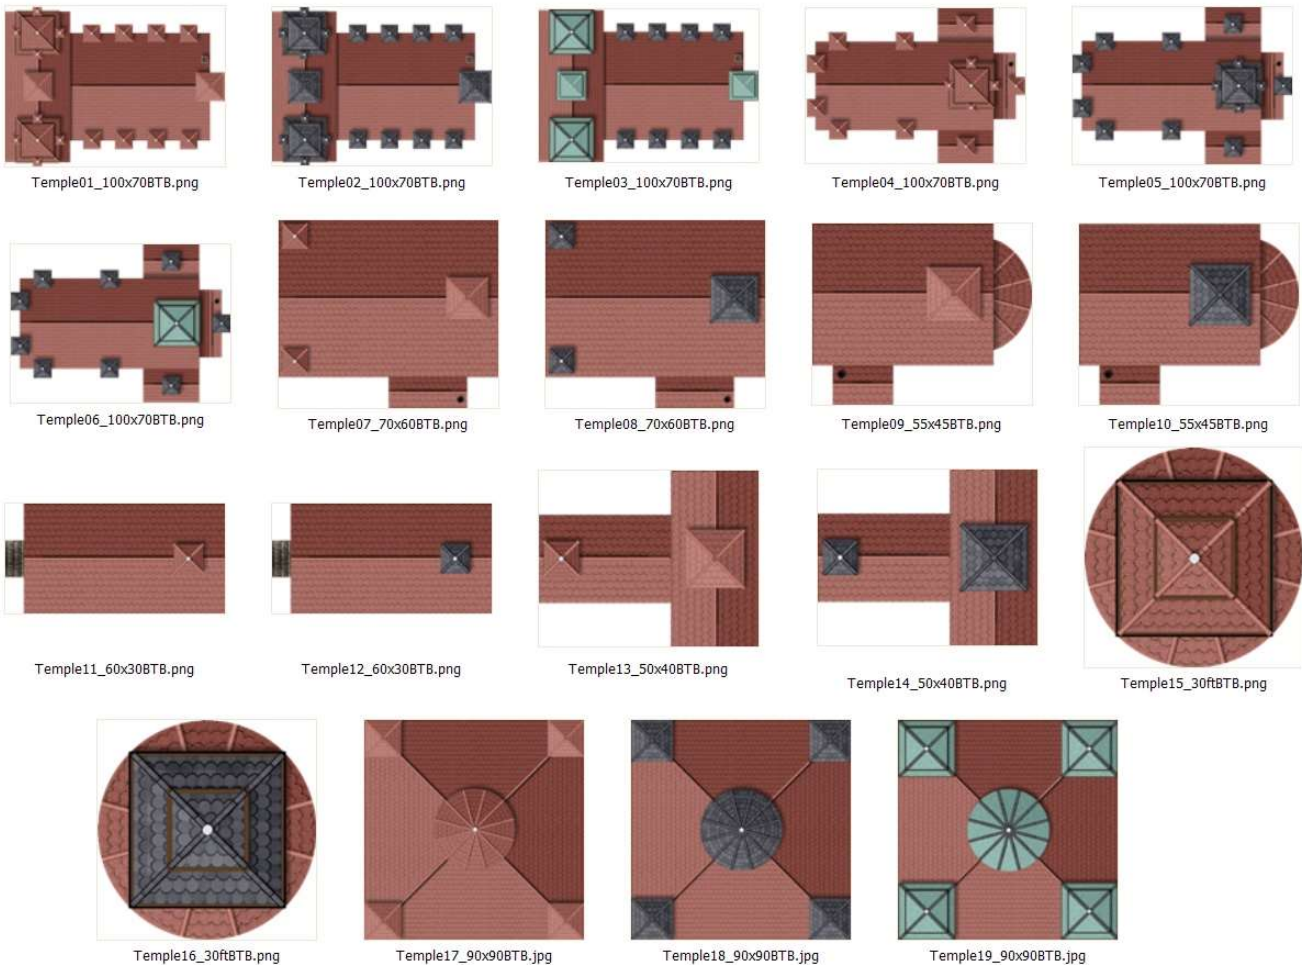 Temple01_100x70BTB.png
Temple02_100x70BTB.png
Temple03_100x70BTB.png
Temple04_100x70BTB.png
Temple05_100x70BTB.png
Temple06_100x70BTB.png
Temple07_70x60BTB.png
Temple08_70x60BTB.png
Temple09_55x45BTB.png
Temple10_55x45BTB.png
Temple11_60x30BTB.png
Temple12_60x30BTB.png
Temple13_50x40BTB.png
Temple14_50x40BTB.png
Temple15_30ftBTB.png
Temple16_30ftBTB.png
Temple17_90x90BTB.jpg
Temple18_90x90BTB.jpg
Temple19_90x90BTB.jpg